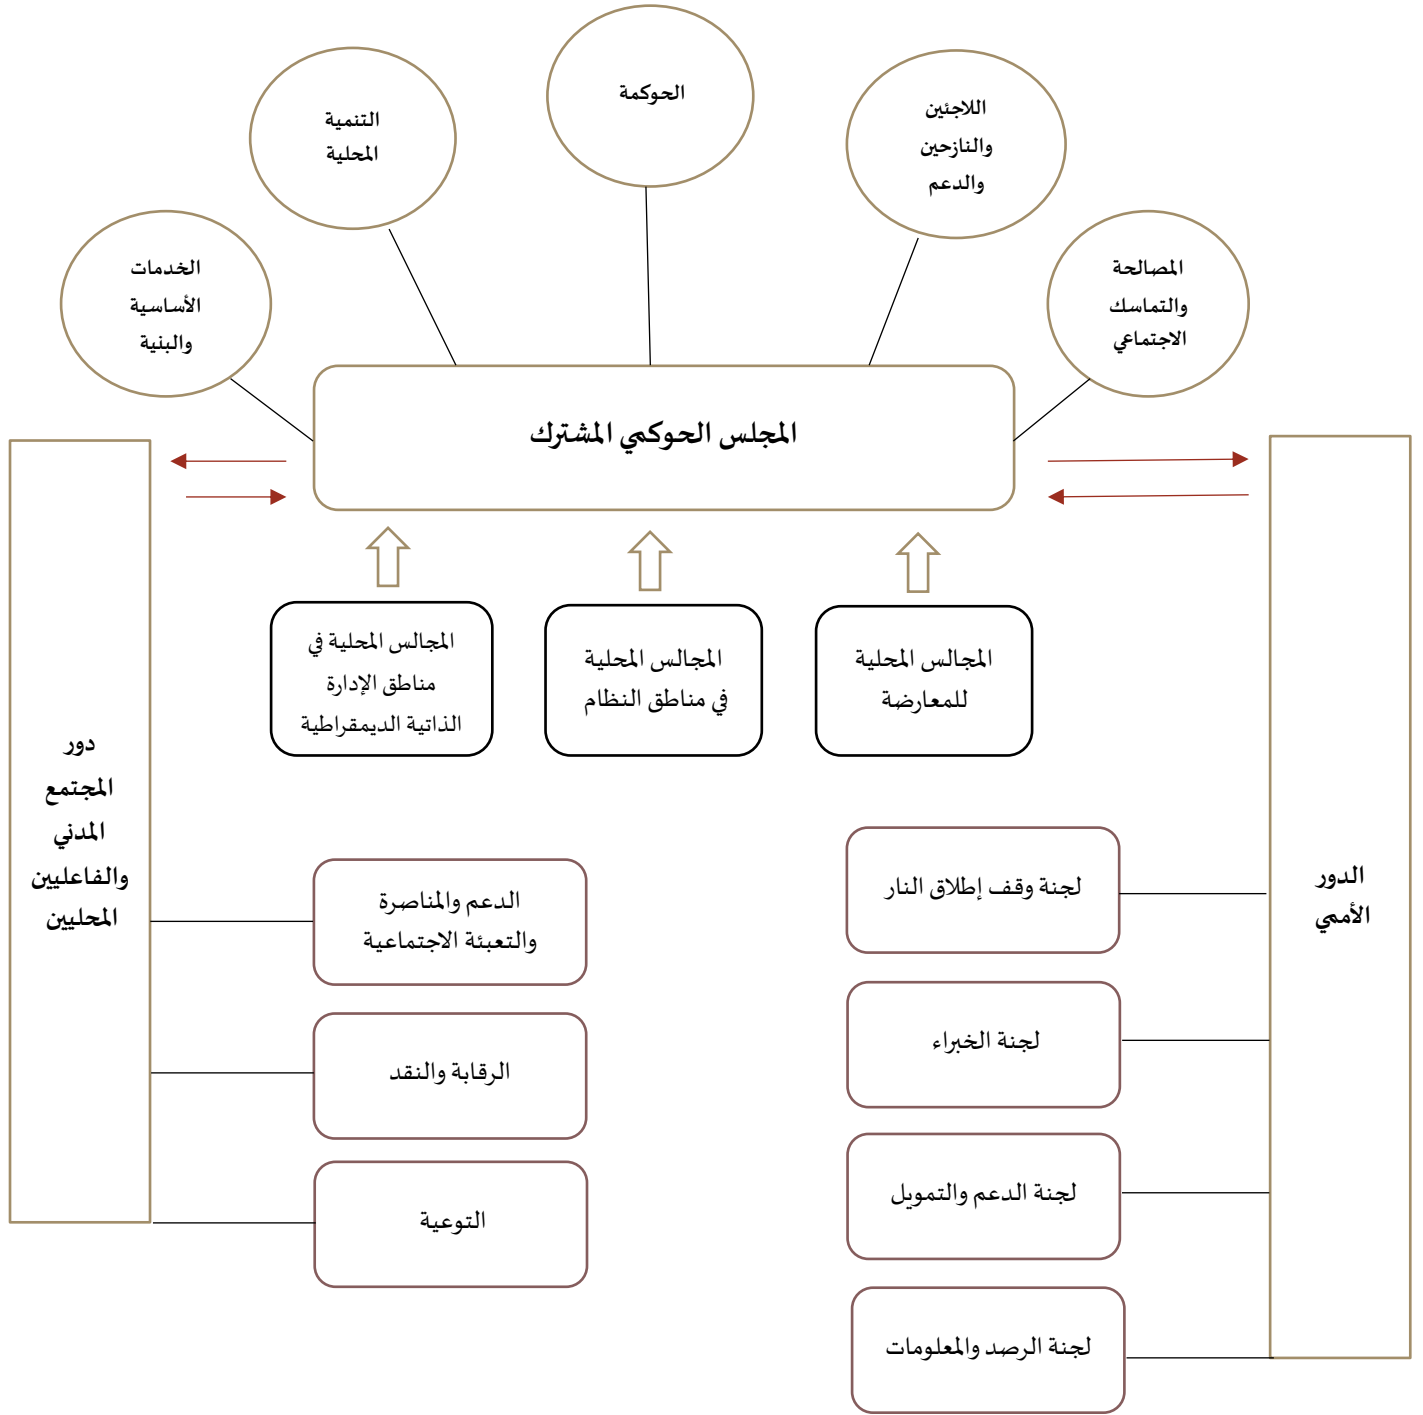 الحوكمة
اللاجئين
والنازحين
والدعم
التنمية
المحلية
المصالحة
والتماسك
الاجتماعي
الخدمات
الأساسية
والبنية
المجلس الحوكمي المشترك
المجالس المحلية
للمعارضة
المجالس المحلية
في مناطق النظام
المجالس المحلية في
مناطق الإدارة
الذاتية الديمقراطية
الدور
الأممي
لجنة وقف إطلاق النار
لجنة الخبراء
لجنة الدعم والتمويل
لجنة الرصد والمعلومات
دور
المجتمع
المدني
والفاعليين
المحليين
الدعم والمناصرة
والتعبئة الاجتماعية
الرقابة والنقد
التوعية